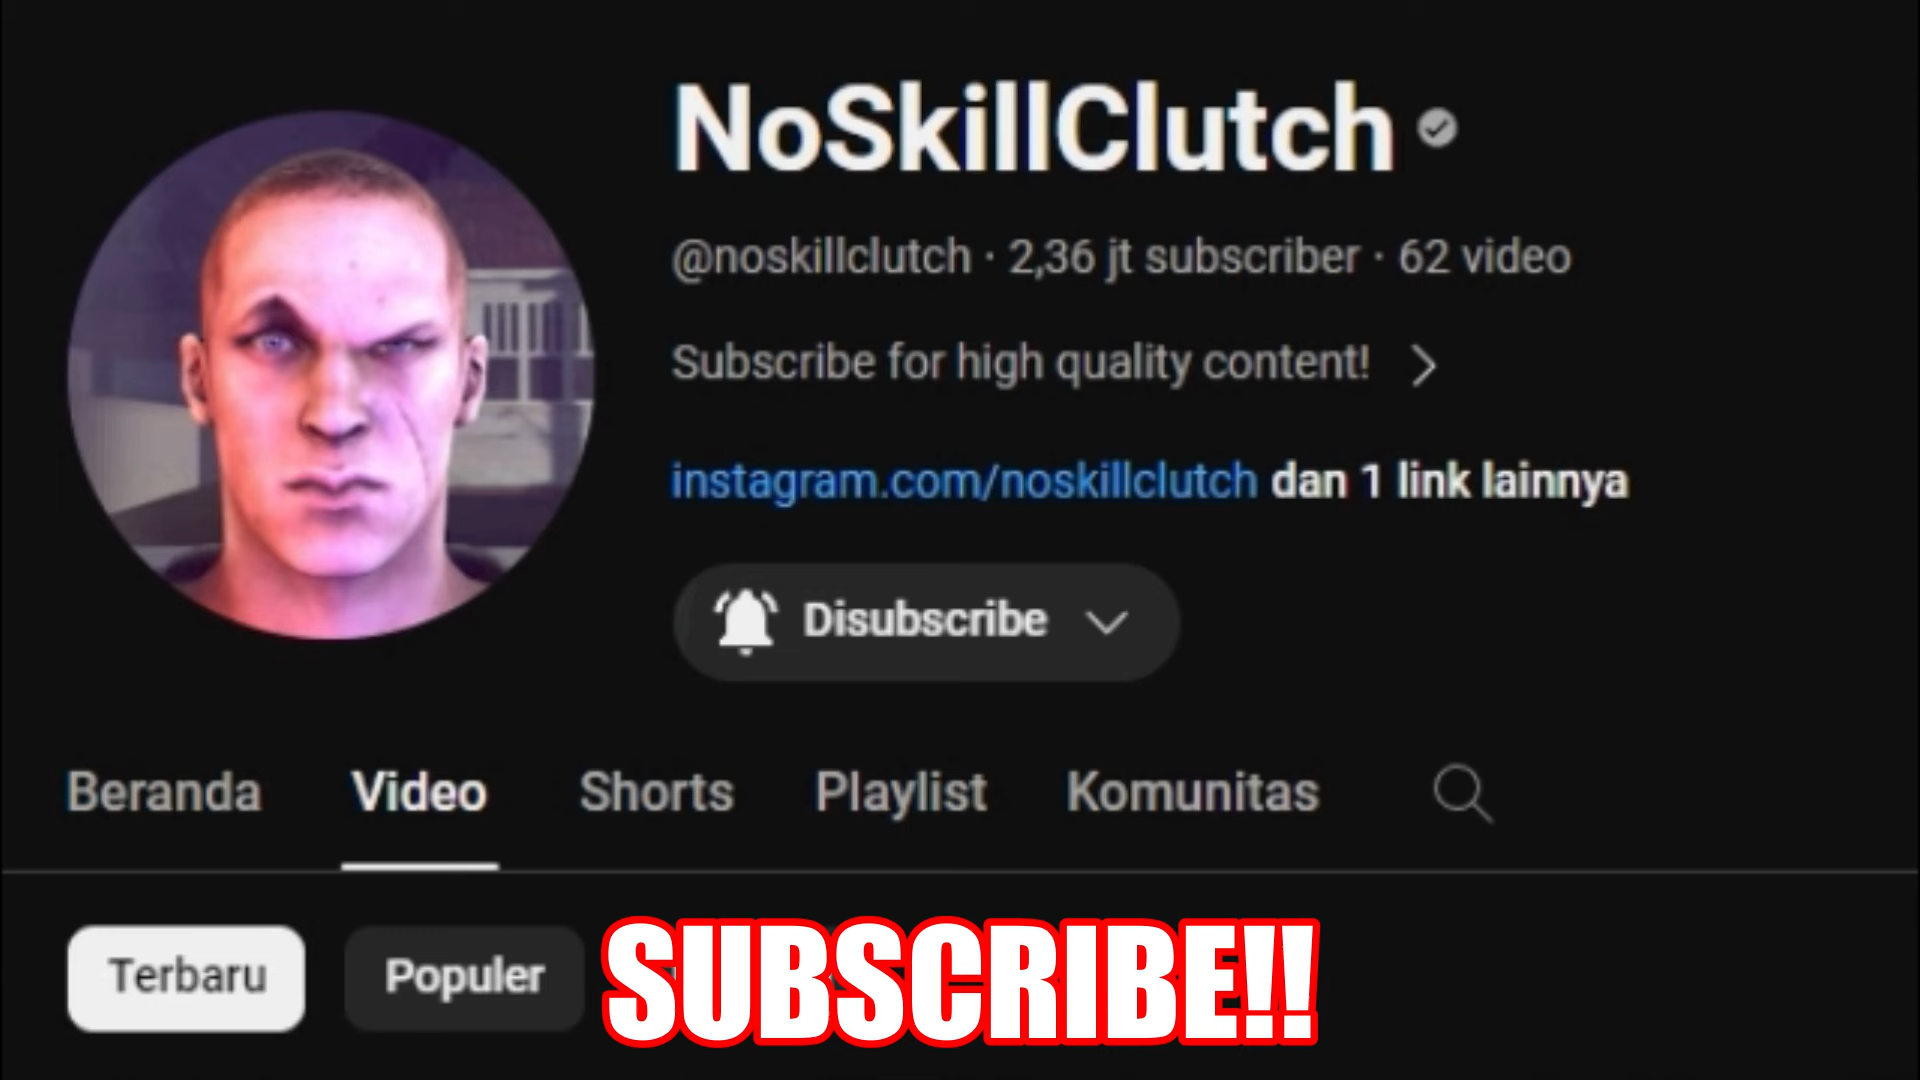 NoSkillClutch
@noskillclutch · 2,36 jt subscriber · 62 video
Subscribe for high quality content!
instagram.com/noskillclutch dan 1 link lainnya
Disubscribe
Beranda Video Shorts Playlist Komunitas
Terbaru Populer SUBSCRIBE!!